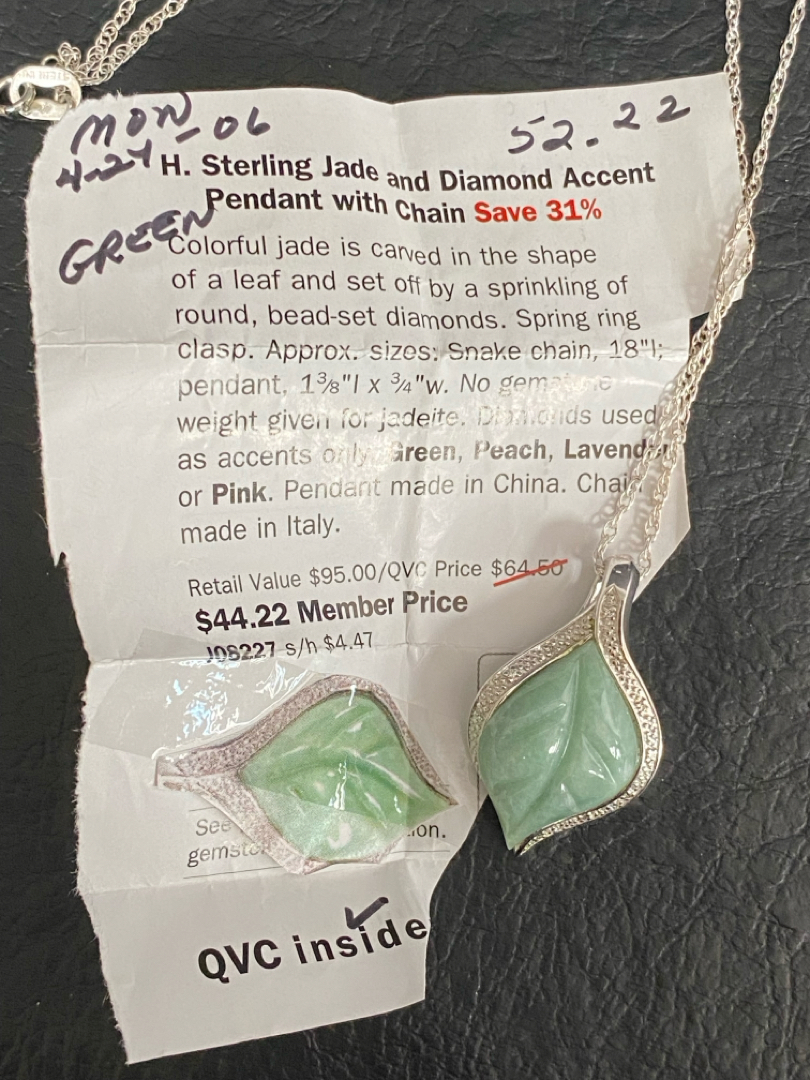 MON-06
4-24
52.22
GREEN
H. Sterling Jade and Diamond Accent
Pendant with Chain Save 31%
Colorful jade is carved in the shape
of a leaf and set off by a sprinkling of
round, bead-set diamonds. Spring ring
clasp. Approx. sizes: Snake chain, 18"l;
pendant, 1⅜"l x ¾"w. No gemstone
weight given for jadeite. Diamonds used
as accents only. Green, Peach, Lavender
or Pink. Pendant made in China. Chain
made in Italy.
Retail Value $95.00/QVC Price $64.50
$44.22 Member Price
J08227 s/h $4.47
See
gemsto
QVC inside